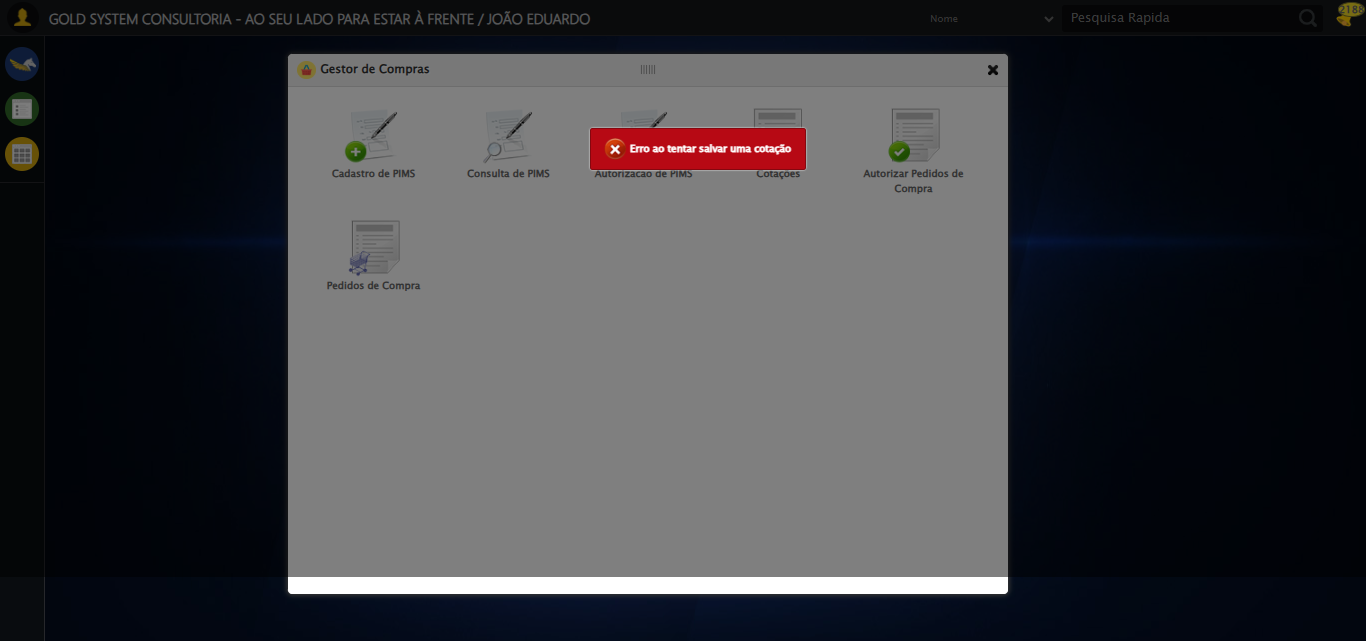 GOLD SYSTEM CONSULTORIA - AO SEU LADO PARA ESTAR À FRENTE / JOÃO EDUARDO
Nome
Pesquisa Rapida
2186
Gestor de Compras
Erro ao tentar salvar uma cotação
Cadastro de PIMS
Consulta de PIMS
Autorizacao de PIMS
Cotações
Autorizar Pedidos de
Compra
Pedidos de Compra